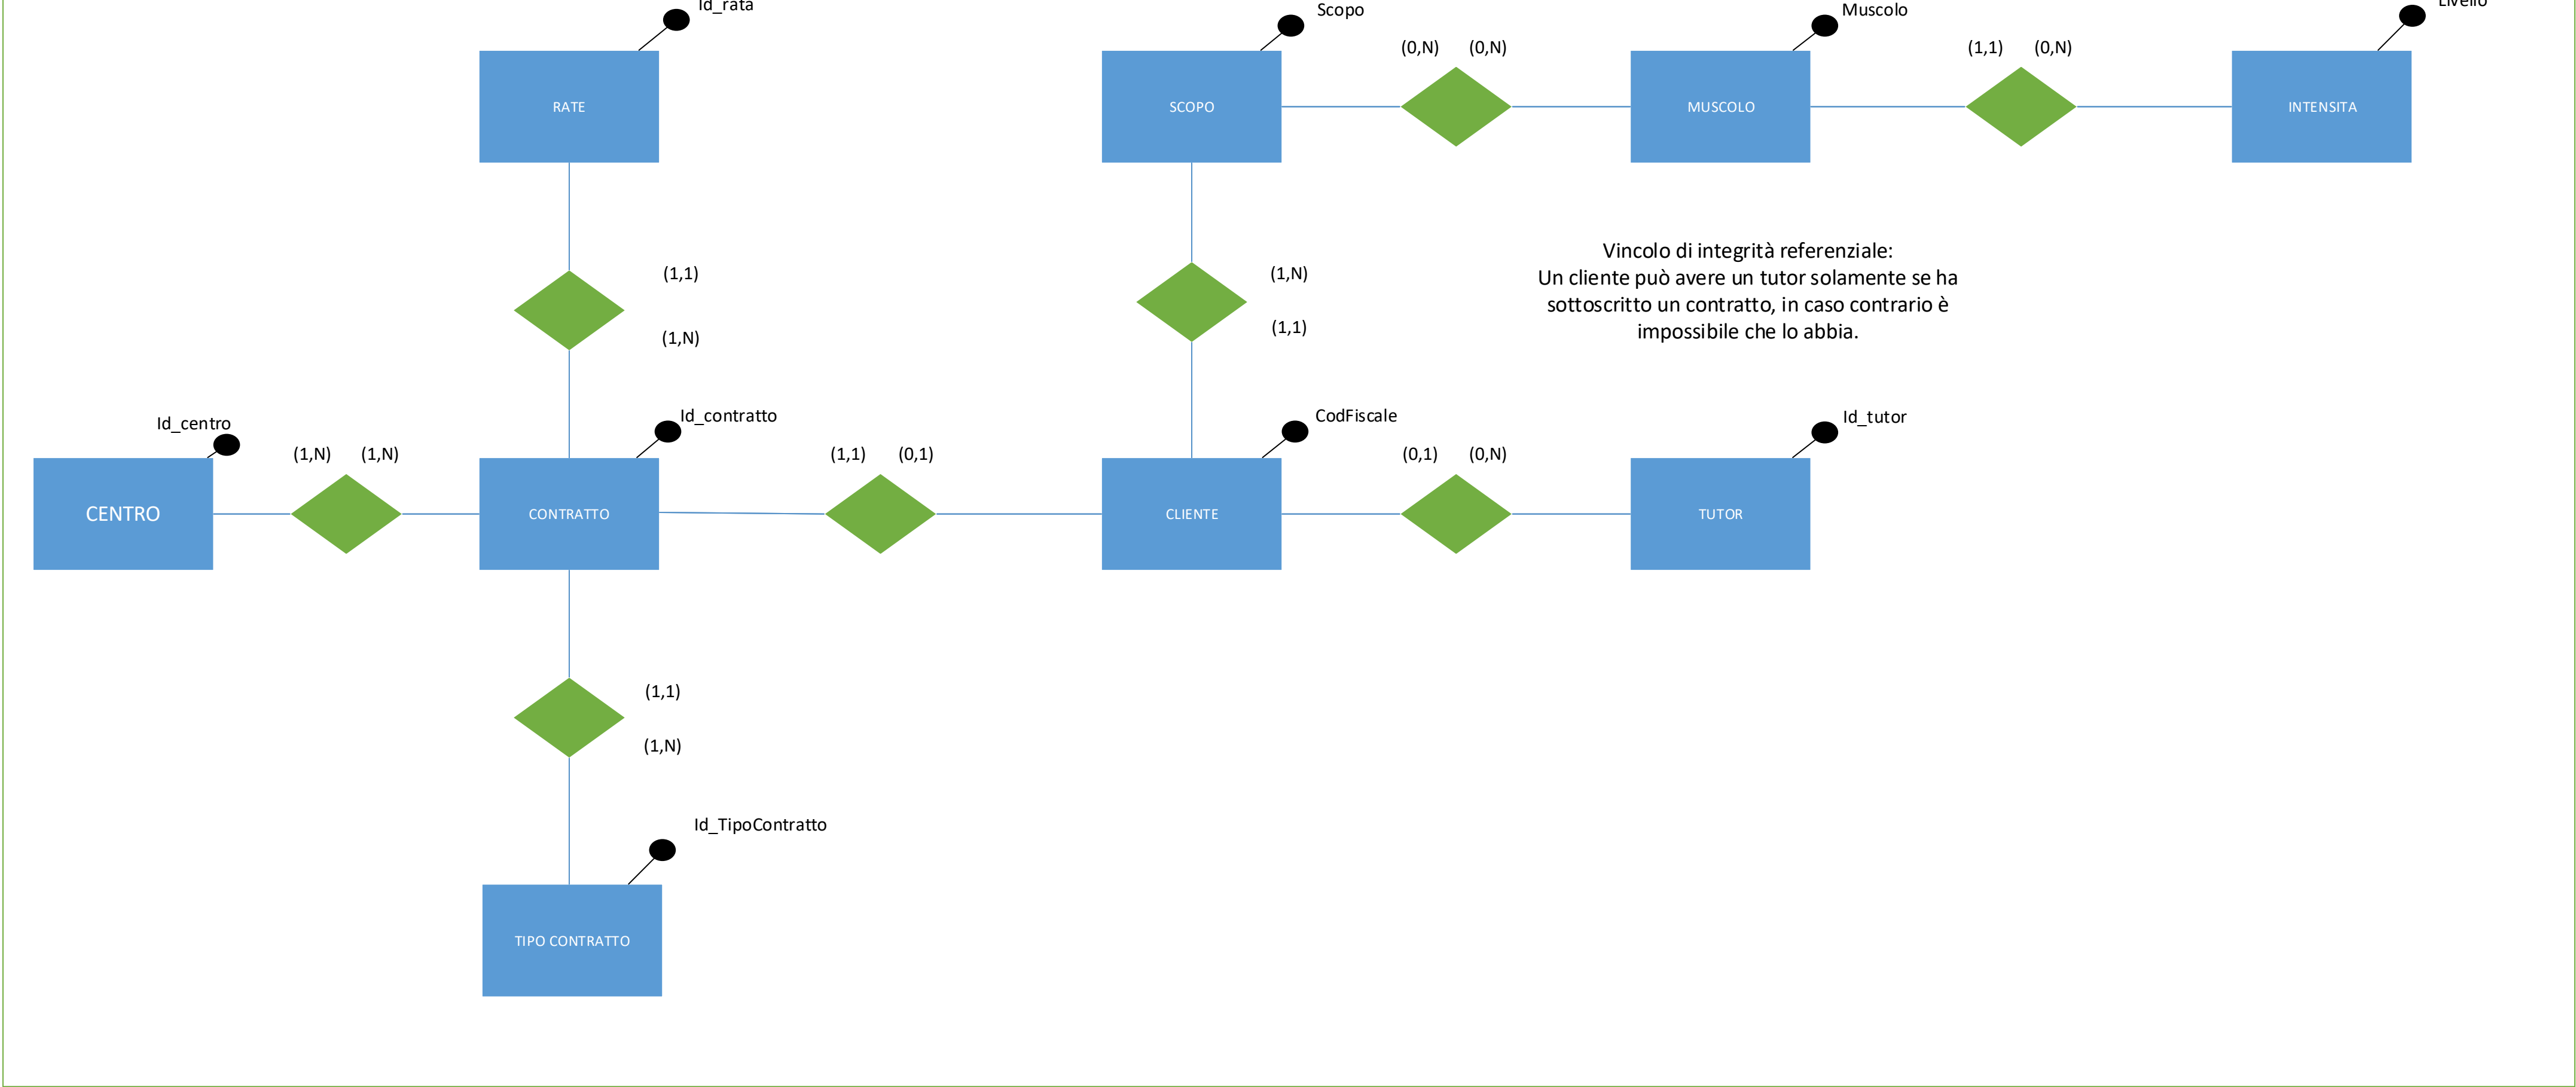 Id_rata
Scopo
Muscolo
Livello
(0,N)
(0,N)
(1,1)
(0,N)
RATE
SCOPO
MUSCOLO
INTENSITA
(1,1)
(1,N)
(1,N)
(1,1)
Vincolo di integrità referenziale:
Un cliente può avere un tutor solamente se ha
sottoscritto un contratto, in caso contrario è
impossibile che lo abbia.
Id_centro
Id_contratto
CodFiscale
Id_tutor
(1,N)
(1,N)
(1,1)
(0,1)
(0,1)
(0,N)
CENTRO
CONTRATTO
CLIENTE
TUTOR
(1,1)
(1,N)
Id_TipoContratto
TIPO CONTRATTO